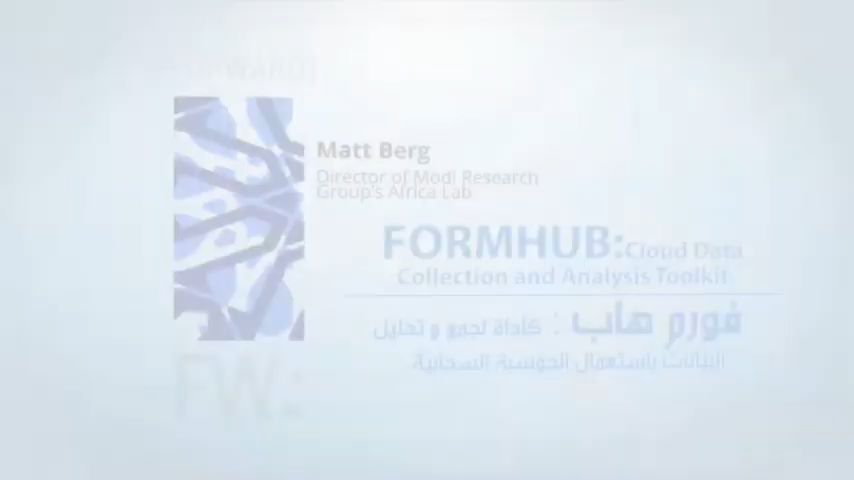 Matt Berg
Director of Modi Research
Group's Africa Lab
FORMHUB:Cloud Data
Collection and Analysis Toolkit
فورم هاب : كأداة لجمع و تحليل
البيانات باستعمال الحوسبة السحابية
FW: